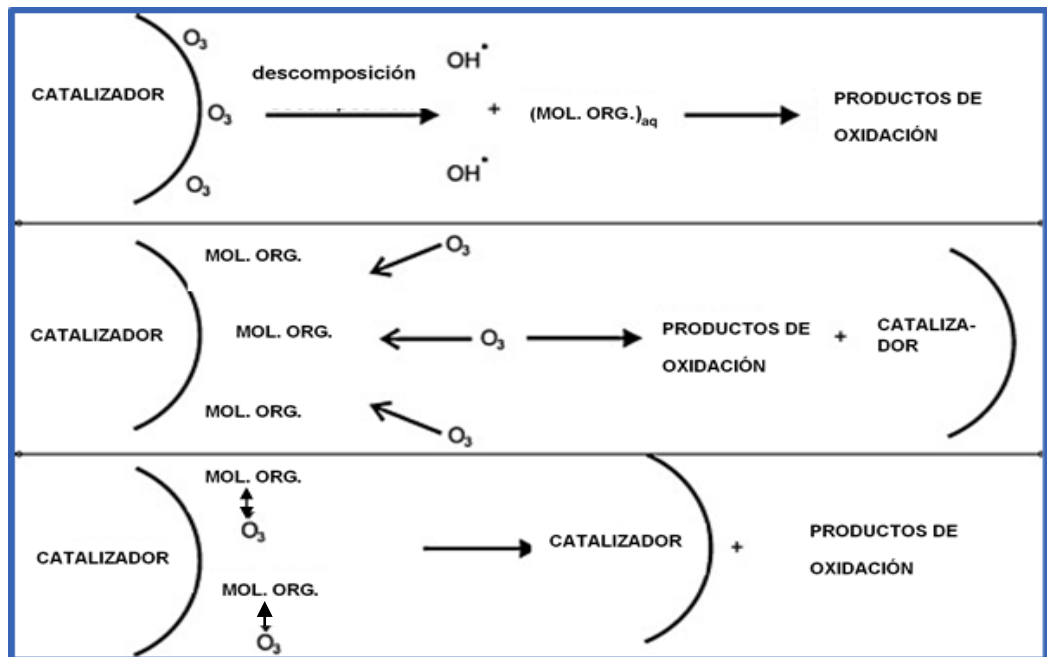 O₃
descomposición
OH•
CATALIZADOR
O₃
+
(MOL. ORG.)aq
PRODUCTOS DE
OXIDACIÓN
O₃
OH•
MOL. ORG.
O₃
CATALIZADOR
MOL. ORG.
O₃
PRODUCTOS DE
OXIDACIÓN
+
CATALIZA-
DOR
MOL. ORG.
O₃
MOL. ORG.
O₃
CATALIZADOR
MOL. ORG.
O₃
CATALIZADOR
+
PRODUCTOS DE
OXIDACIÓN